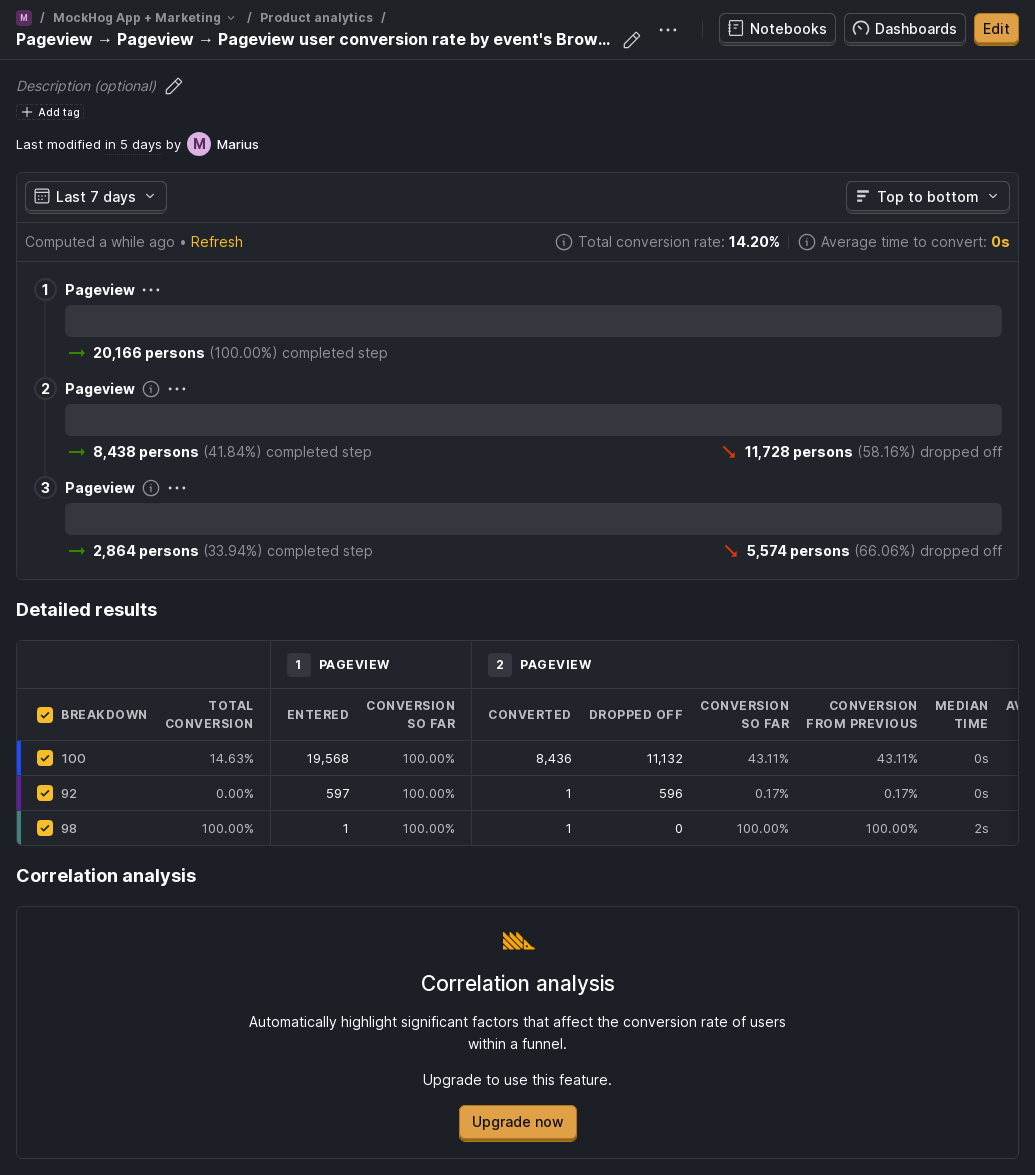 M / MockHog App + Marketing / Product analytics /
Pageview → Pageview → Pageview user conversion rate by event's Brow...
Notebooks
Dashboards
Edit
Description (optional)
Add tag
Last modified in 5 days by M Marius
Last 7 days
Top to bottom
Computed a while ago • Refresh
Total conversion rate: 14.20%
Average time to convert: 0s
1 Pageview
20,166 persons (100.00%) completed step
2 Pageview
8,438 persons (41.84%) completed step
11,728 persons (58.16%) dropped off
3 Pageview
2,864 persons (33.94%) completed step
5,574 persons (66.06%) dropped off
Detailed results
1 PAGEVIEW 2 PAGEVIEW
BREAKDOWN TOTAL CONVERSION ENTERED CONVERSION SO FAR CONVERTED DROPPED OFF CONVERSION SO FAR CONVERSION FROM PREVIOUS MEDIAN TIME AV
100 14.63% 19,568 100.00% 8,436 11,132 43.11% 43.11% 0s
92 0.00% 597 100.00% 1 596 0.17% 0.17% 0s
98 100.00% 1 100.00% 1 0 100.00% 100.00% 2s
Correlation analysis
Correlation analysis
Automatically highlight significant factors that affect the conversion rate of users
within a funnel.
Upgrade to use this feature.
Upgrade now